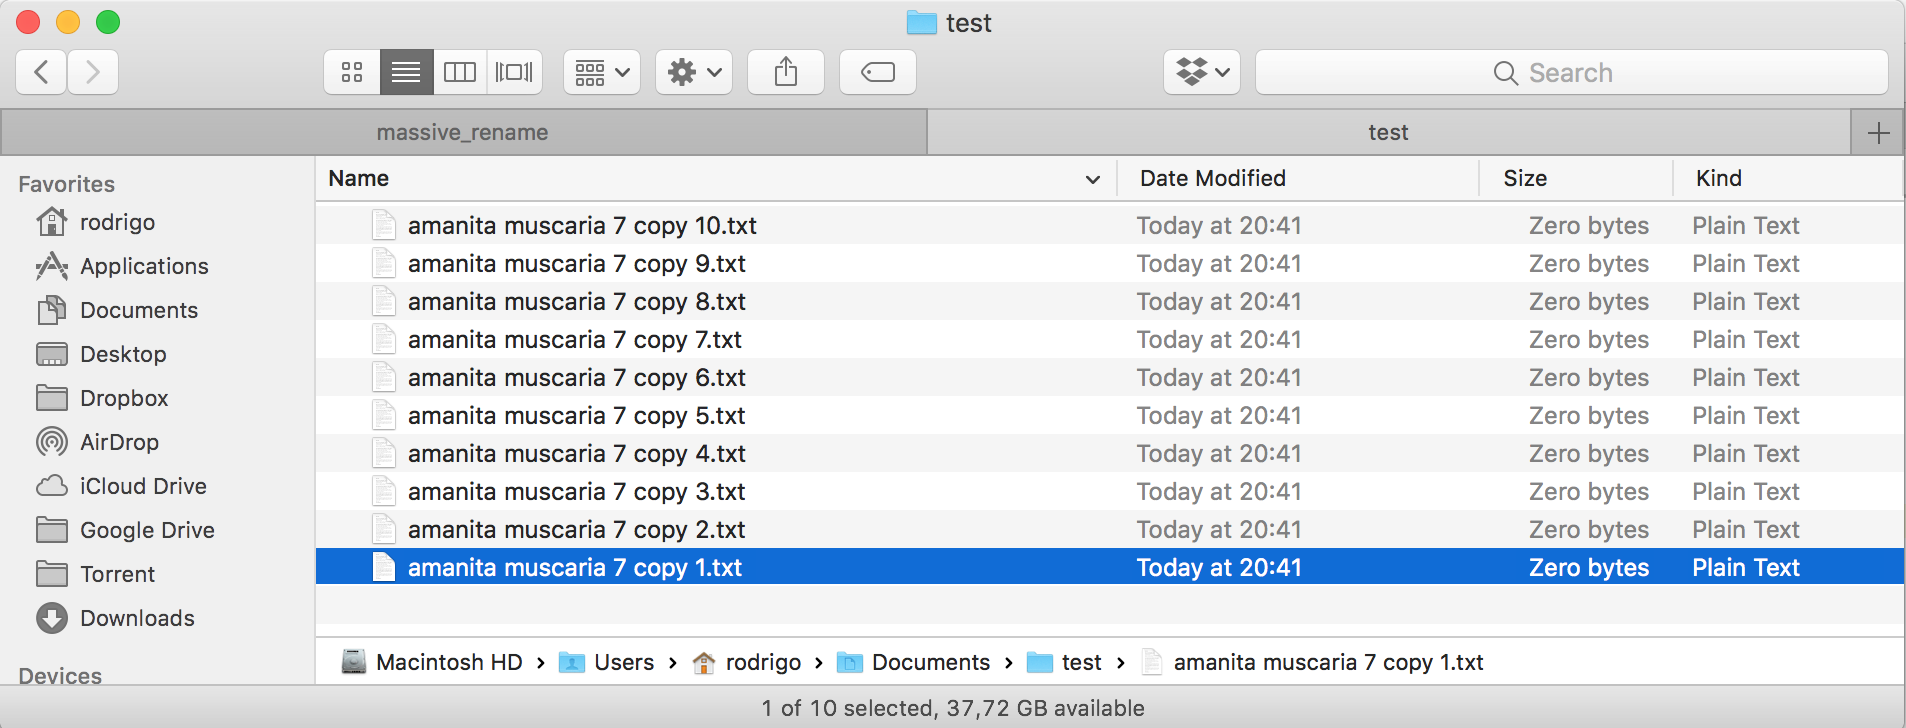 test
Search
massive_rename
test
Favorites
rodrigo
Applications
Documents
Desktop
Dropbox
AirDrop
iCloud Drive
Google Drive
Torrent
Downloads
Devices
Name Date Modified Size Kind
amanita muscaria 7 copy 10.txt Today at 20:41 Zero bytes Plain Text
amanita muscaria 7 copy 9.txt Today at 20:41 Zero bytes Plain Text
amanita muscaria 7 copy 8.txt Today at 20:41 Zero bytes Plain Text
amanita muscaria 7 copy 7.txt Today at 20:41 Zero bytes Plain Text
amanita muscaria 7 copy 6.txt Today at 20:41 Zero bytes Plain Text
amanita muscaria 7 copy 5.txt Today at 20:41 Zero bytes Plain Text
amanita muscaria 7 copy 4.txt Today at 20:41 Zero bytes Plain Text
amanita muscaria 7 copy 3.txt Today at 20:41 Zero bytes Plain Text
amanita muscaria 7 copy 2.txt Today at 20:41 Zero bytes Plain Text
amanita muscaria 7 copy 1.txt Today at 20:41 Zero bytes Plain Text
Macintosh HD › Users › rodrigo › Documents › test › amanita muscaria 7 copy 1.txt
1 of 10 selected, 37,72 GB available